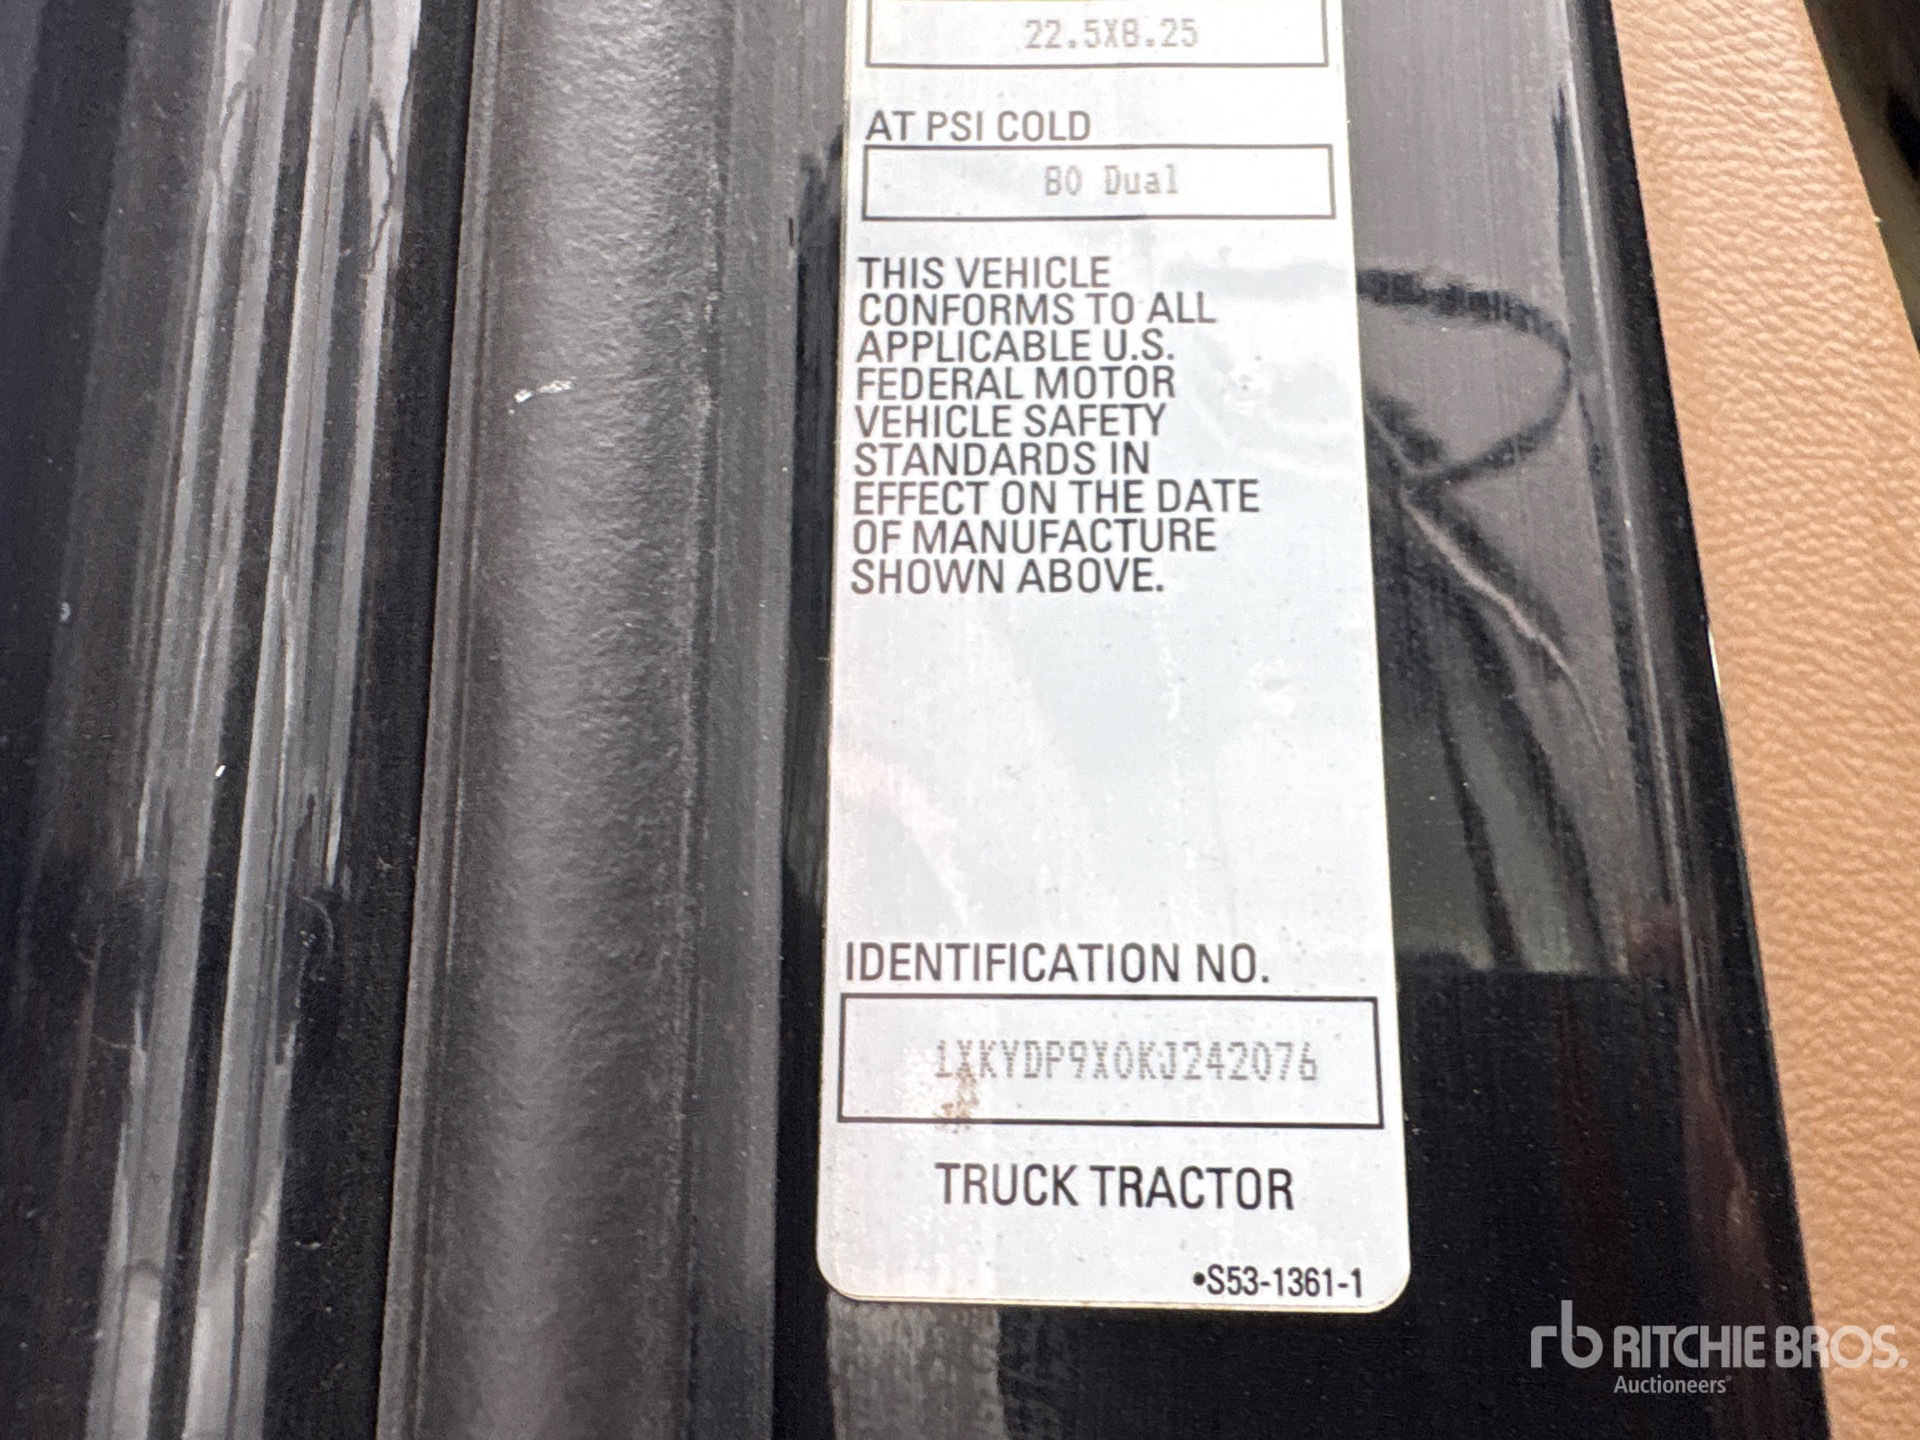 22.5X8.25
AT PSI COLD
80 Dual
THIS VEHICLE
CONFORMS TO ALL
APPLICABLE U.S.
FEDERAL MOTOR
VEHICLE SAFETY
STANDARDS IN
EFFECT ON THE DATE
OF MANUFACTURE
SHOWN ABOVE.
IDENTIFICATION NO.
1XKYDP9X0KJ242076
TRUCK TRACTOR
•S53-1361-1
rb RITCHIE BROS.
Auctioneers